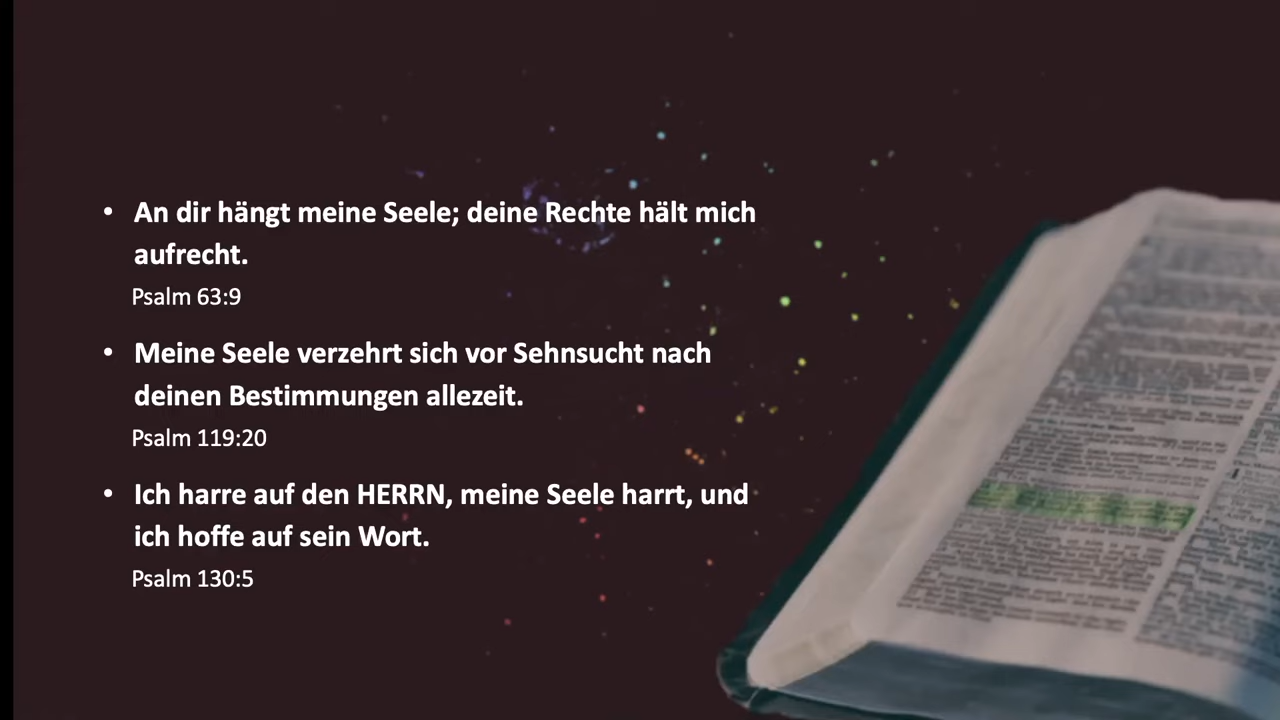 • An dir hängt meine Seele; deine Rechte hält mich
aufrecht.
Psalm 63:9
• Meine Seele verzehrt sich vor Sehnsucht nach
deinen Bestimmungen allezeit.
Psalm 119:20
• Ich harre auf den HERRN, meine Seele harrt, und
ich hoffe auf sein Wort.
Psalm 130:5